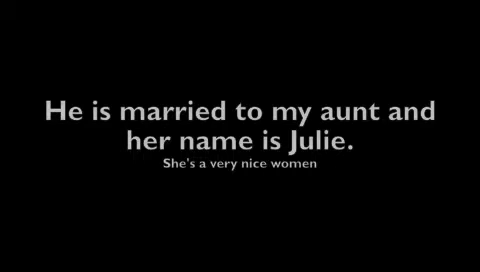 He is married to my aunt and
her name is Julie.
She's a very nice women